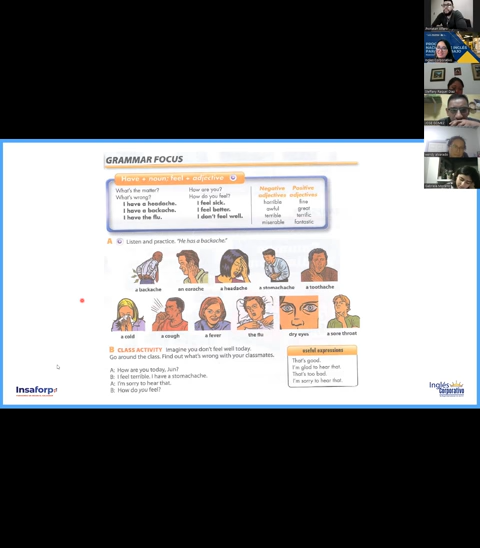 GRAMMAR FOCUS
Have + noun; feel + adjective
What's the matter?
What's wrong?
I have a headache.
I have a backache.
I have the flu.
How are you?
How do you feel?
I feel sick.
I feel better.
I don't feel well.
Negative adjectives
horrible
awful
terrible
miserable
Positive adjectives
fine
great
terrific
fantastic
A Listen and practice. "He has a backache."
a backache an earache a headache a stomachache a toothache
a cold a cough a fever the flu dry eyes a sore throat
B CLASS ACTIVITY Imagine you don't feel well today.
Go around the class. Find out what's wrong with your classmates.
A: How are you today, Jun?
B: I feel terrible. I have a stomachache.
A: I'm sorry to hear that.
B: How do you feel?
useful expressions
That's good.
I'm glad to hear that.
That's too bad.
I'm sorry to hear that.
Insaforp
Inglés
Corporativo